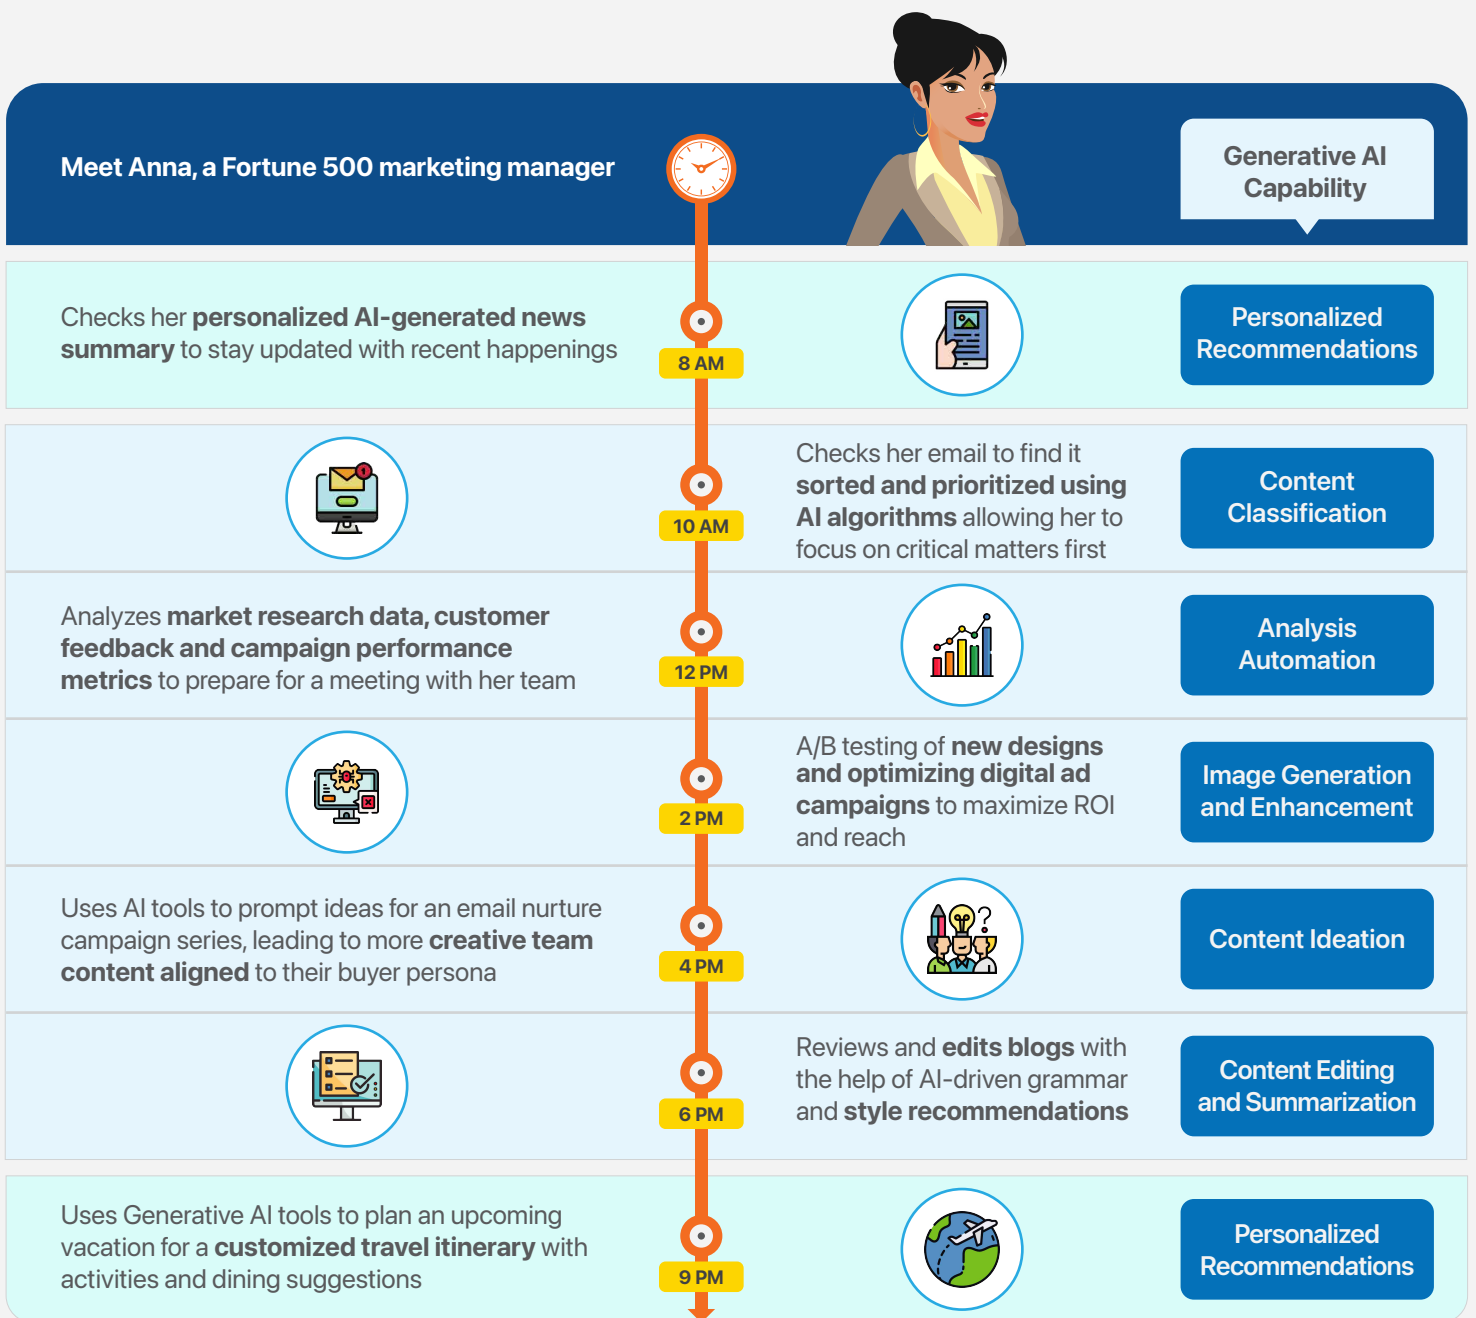 Meet Anna, a Fortune 500 marketing manager
Generative AI
Capability
Checks her personalized AI-generated news
summary to stay updated with recent happenings
8 AM
Personalized
Recommendations
10 AM
Checks her email to find it
sorted and prioritized using
AI algorithms allowing her to
focus on critical matters first
Content
Classification
Analyzes market research data, customer
feedback and campaign performance
metrics to prepare for a meeting with her team
12 PM
Analysis
Automation
2 PM
A/B testing of new designs
and optimizing digital ad
campaigns to maximize ROI
and reach
Image Generation
and Enhancement
Uses AI tools to prompt ideas for an email nurture
campaign series, leading to more creative team
content aligned to their buyer persona
4 PM
?
Content Ideation
6 PM
Reviews and edits blogs with
the help of AI-driven grammar
and style recommendations
Content Editing
and Summarization
Uses Generative AI tools to plan an upcoming
vacation for a customized travel itinerary with
activities and dining suggestions
9 PM
Personalized
Recommendations